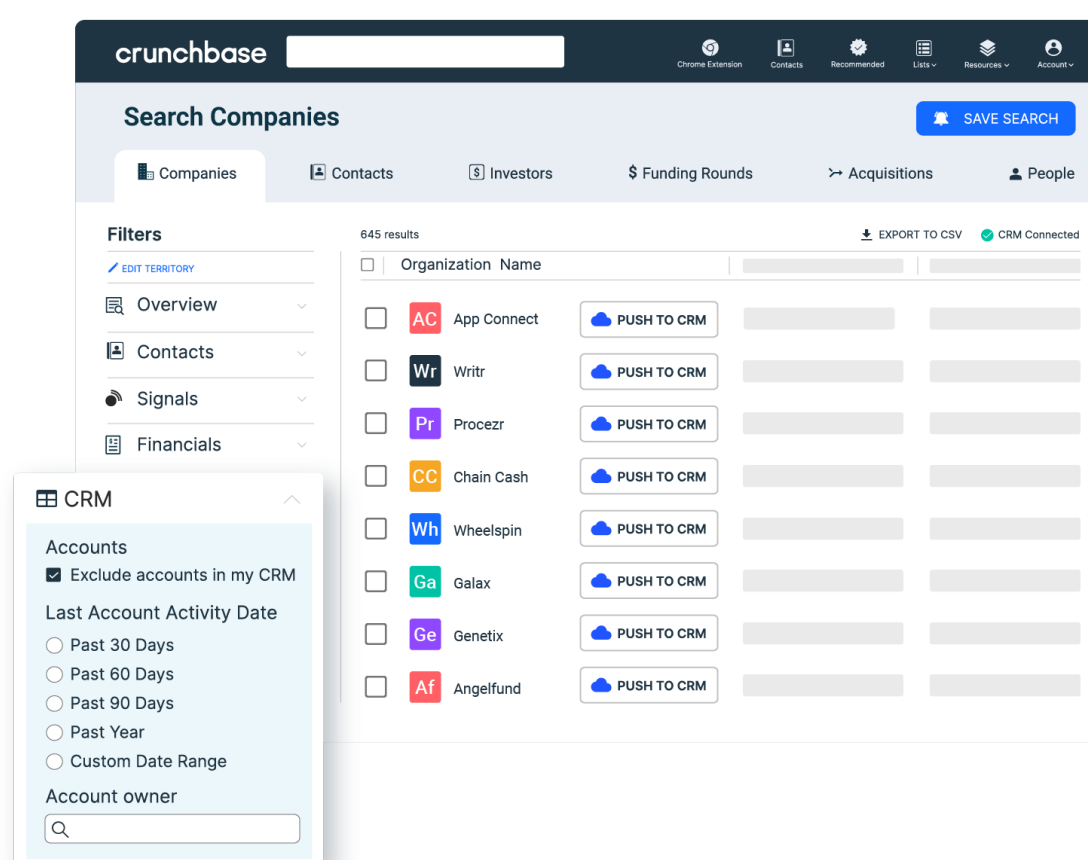 crunchbase
Chrome Extension Contacts Recommended Lists Resources Account
Search Companies
SAVE SEARCH
Companies Contacts $ Investors $ Funding Rounds Acquisitions People
Filters
645 results EXPORT TO CSV CRM Connected
EDIT TERRITORY
Organization Name
Overview
Contacts
Signals
Financials
AC App Connect PUSH TO CRM
Wr Writr PUSH TO CRM
Pr Procezr PUSH TO CRM
CC Chain Cash PUSH TO CRM
Wh Wheelspin PUSH TO CRM
Ga Galax PUSH TO CRM
Ge Genetix PUSH TO CRM
Af Angelfund PUSH TO CRM
CRM
Accounts
Exclude accounts in my CRM
Last Account Activity Date
Past 30 Days
Past 60 Days
Past 90 Days
Past Year
Custom Date Range
Account owner